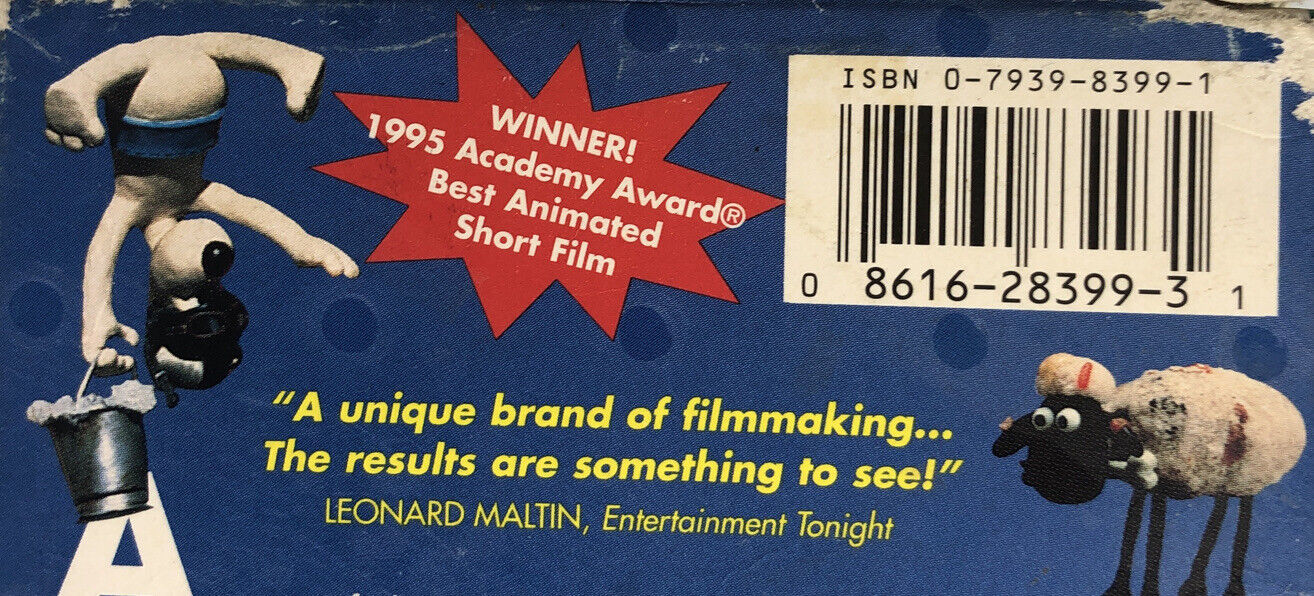 WINNER!
1995 Academy Award®
Best Animated
Short Film
ISBN 0-7939-8399-1
0 8616-28399-3 1
"A unique brand of filmmaking...
The results are something to see!"
LEONARD MALTIN, Entertainment Tonight
A